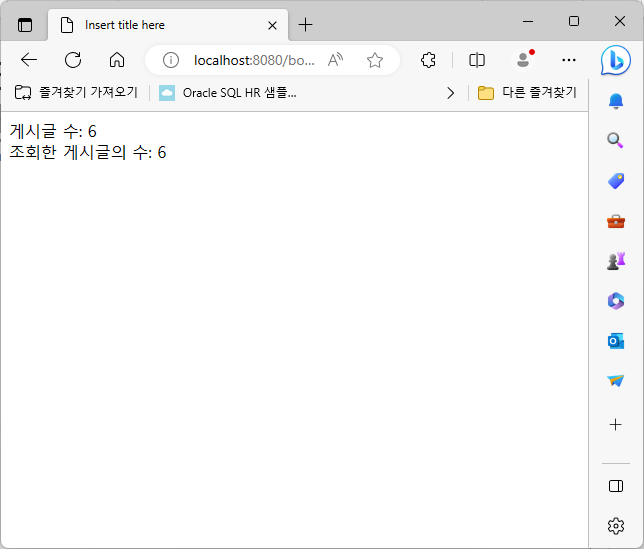 Insert title here
localhost:8080/bo...
즐겨찾기 가져오기
Oracle SQL HR 샘플...
다른 즐겨찾기
게시글 수: 6
조회한 게시글의 수: 6